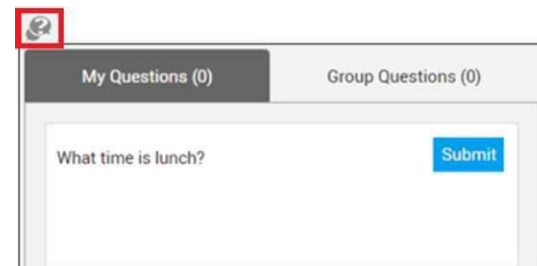 My Questions (0)
Group Questions (0)
What time is lunch?
Submit